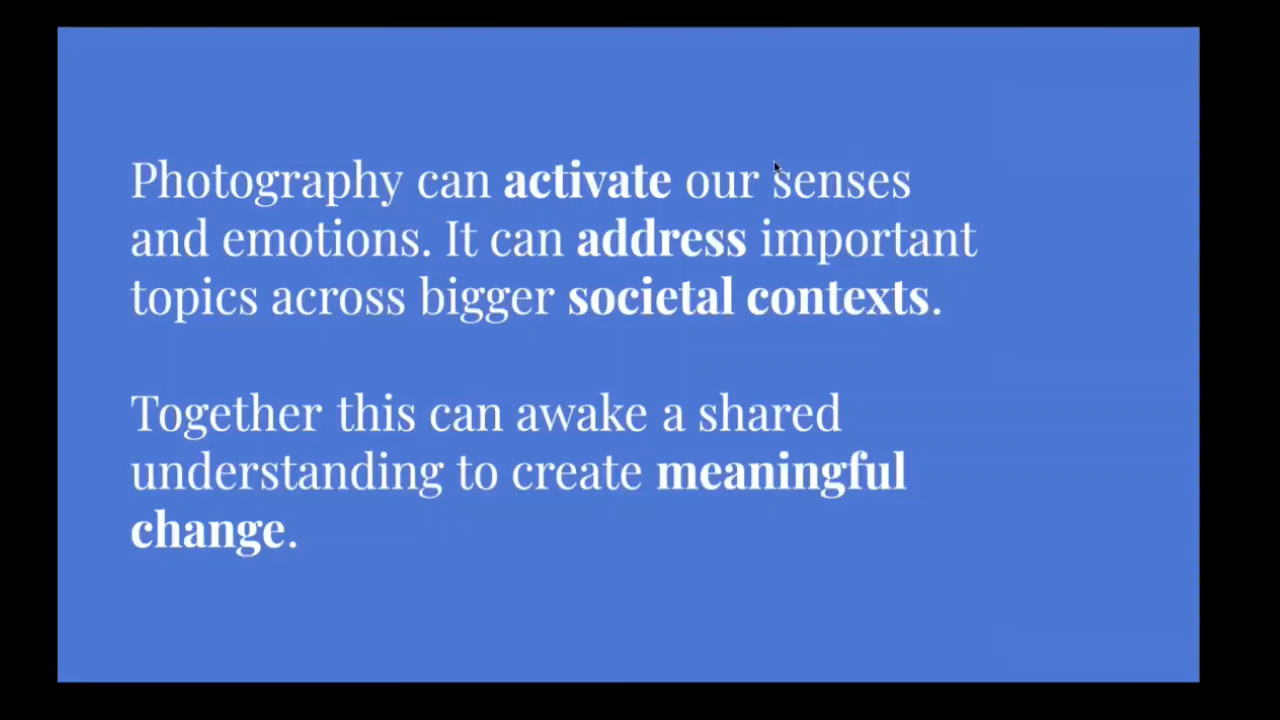 Photography can activate our senses
and emotions. It can address important
topics across bigger societal contexts.
Together this can awake a shared
understanding to create meaningful
change.